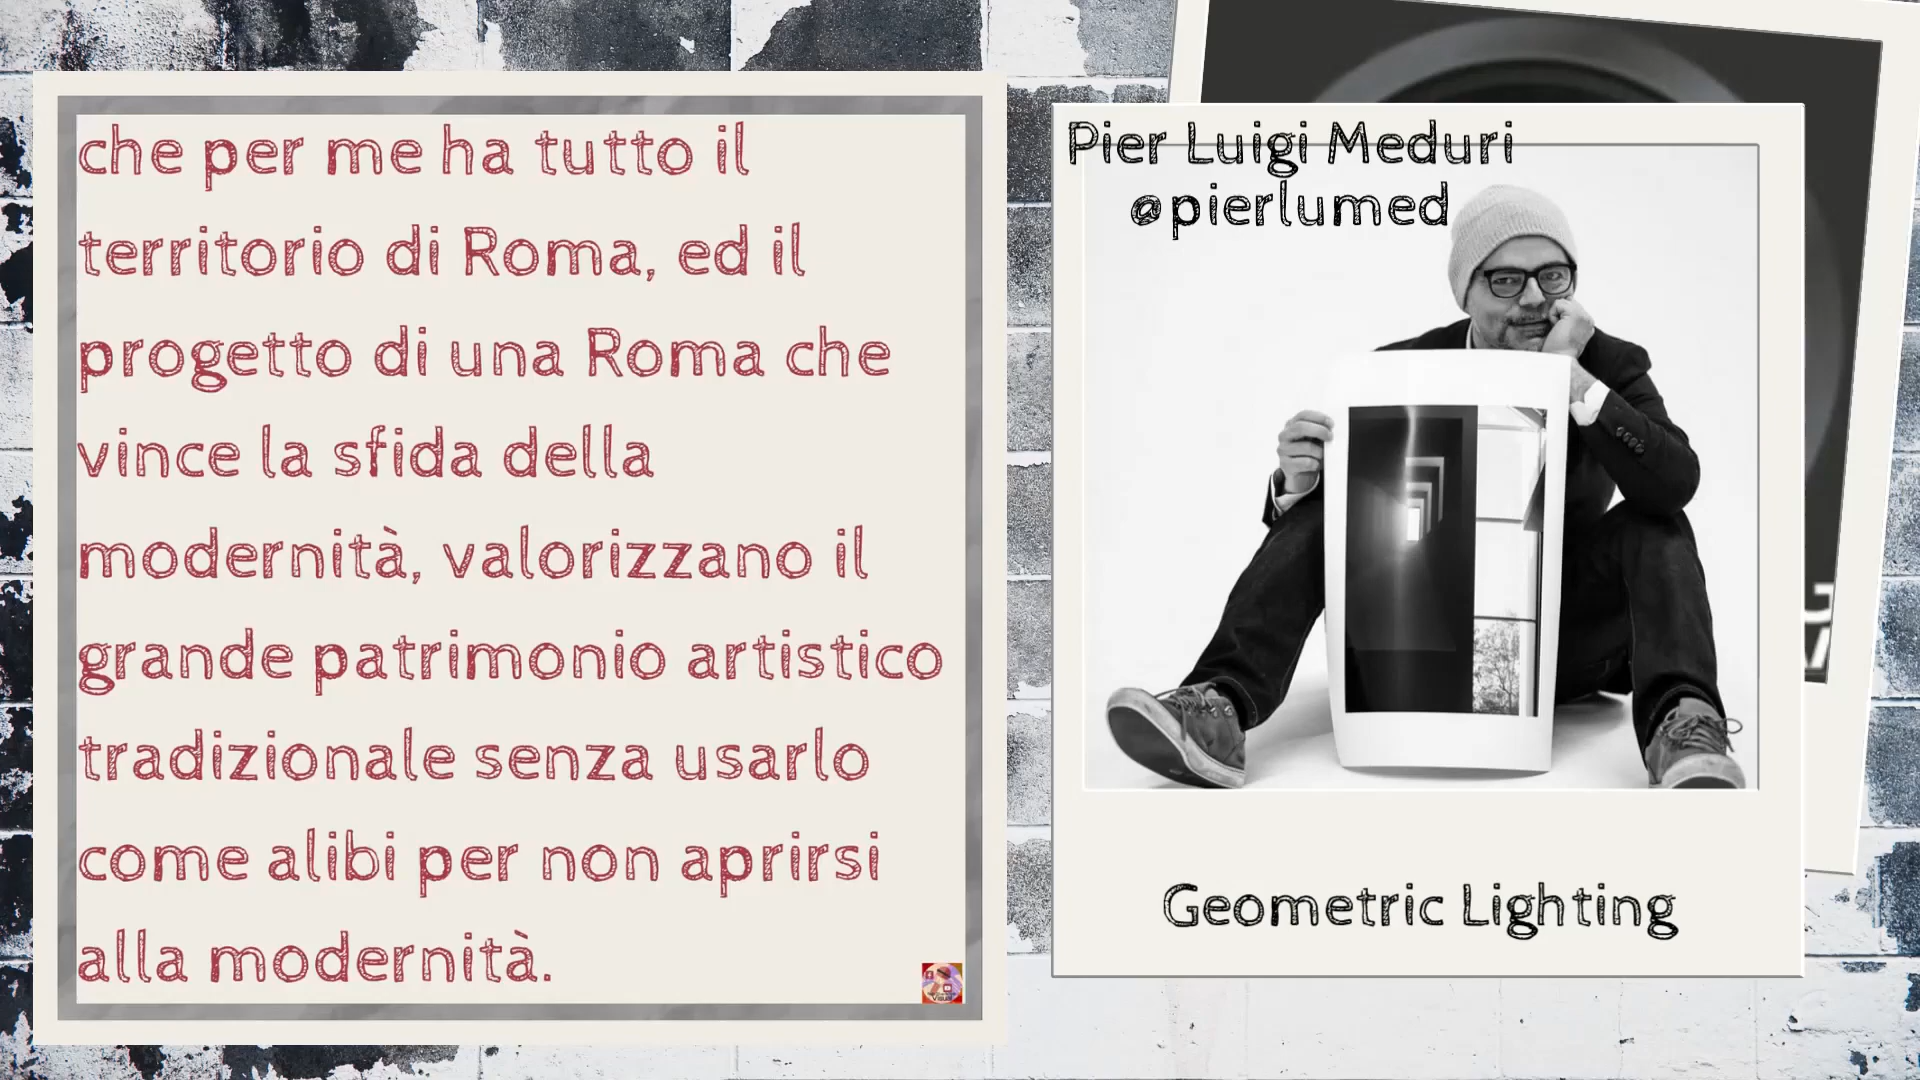 che per me ha tutto il
territorio di Roma, ed il
progetto di una Roma che
vince la sfida della
modernità, valorizzano il
grande patrimonio artistico
tradizionale senza usarlo
come alibi per non aprirsi
alla modernità.
Pier Luigi Meduri
@pierlumed
Geometric Lighting